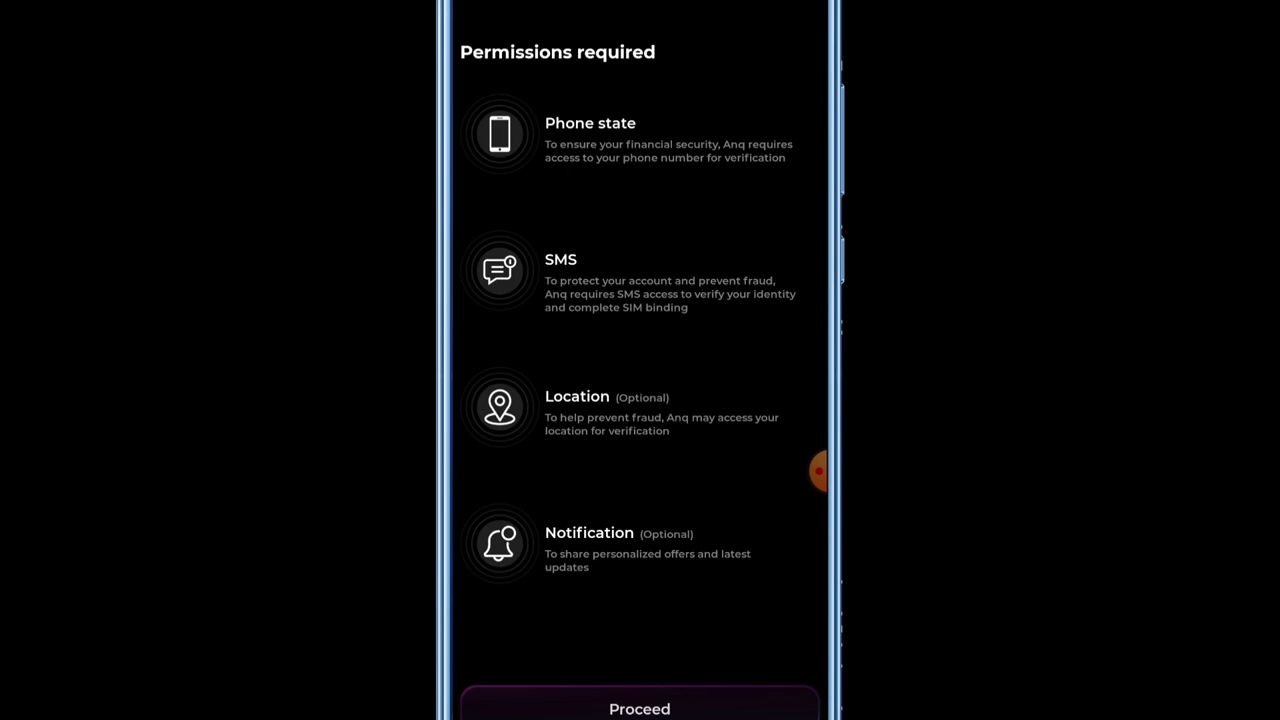 Permissions required
Phone state
To ensure your financial security, Anq requires
access to your phone number for verification
SMS
To protect your account and prevent fraud,
Anq requires SMS access to verify your identity
and complete SIM binding
Location (Optional)
To help prevent fraud, Anq may access your
location for verification
Notification (Optional)
To share personalized offers and latest
updates
Proceed